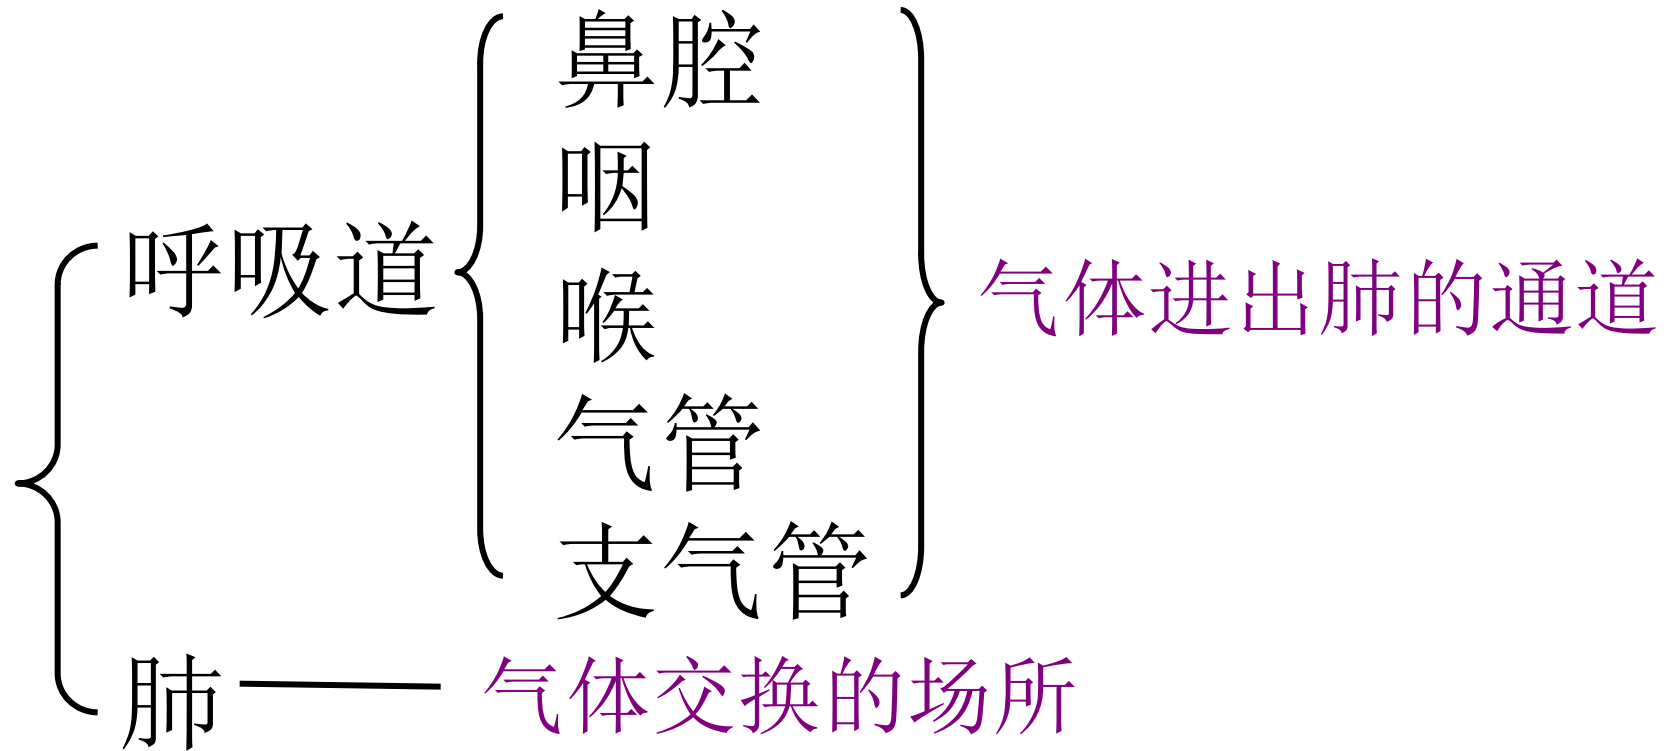 呼吸道
鼻腔
咽
喉
气管
支气管
气体进出肺的通道
肺
气体交换的场所